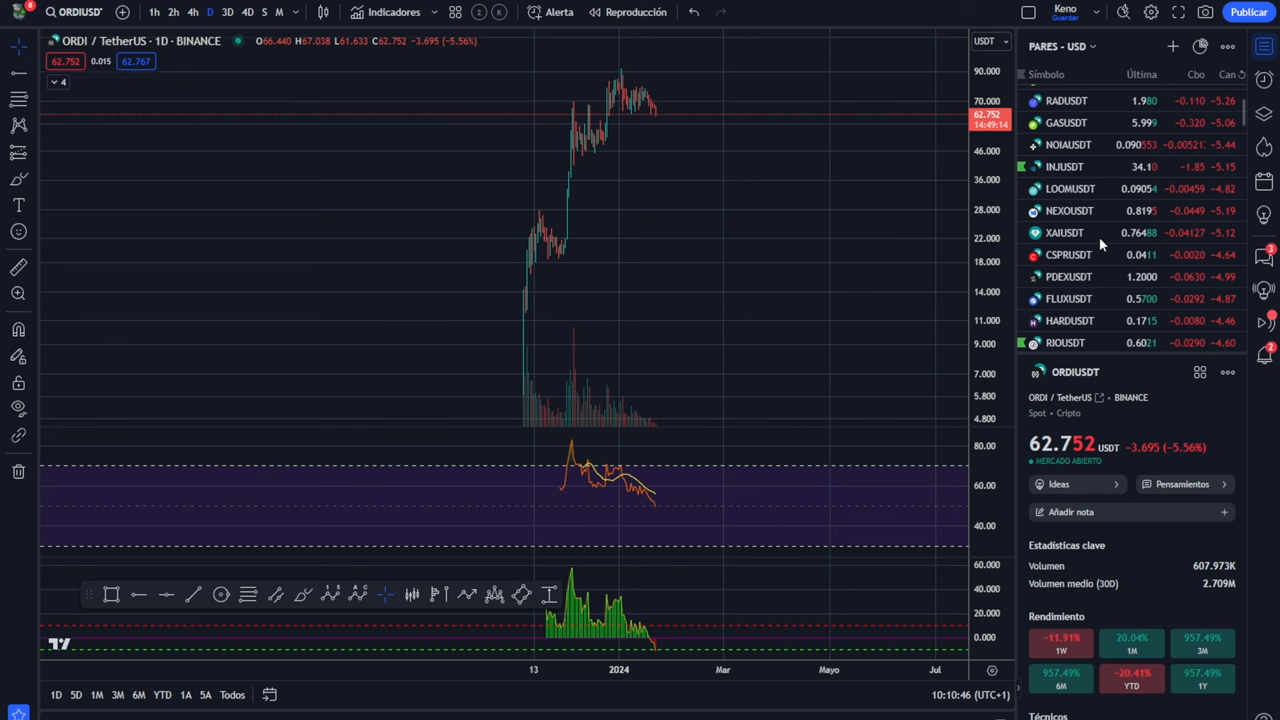 8
ORDIUSD
1h 2h 4h D 3D 4D S M
Indicadores
2 K
Alerta
Reproducción
Keno
Guardar
Publicar
ORDI / TetherUS · 1D · BINANCE O66.440 H67.038 L61.633 C62.752 −3.695 (−5.56%)
62.752 0.015 62.767
4
USDT
90.000
70.000
62.752
14:49:14
46.000
36.000
28.000
22.000
18.000
14.000
11.000
9.000
7.000
5.800
4.800
80.00
60.00
40.00
60.000
40.000
20.000
0.000
13 2024 Mar Mayo Jul
1D 5D 1M 3M 6M YTD 1A 5A Todos
10:10:46 (UTC+1)
PARES - USD
Símbolo Última Cbo Can
RADUSDT 1.980 −0.110 −5.26
GASUSDT 5.999 −0.320 −5.06
NOIAUSDT 0.090553 −0.00521 −5.44
INJUSDT 34.10 −1.85 −5.15
LOOMUSDT 0.09054 −0.00459 −4.82
NEXOUSDT 0.8195 −0.0449 −5.19
XAIUSDT 0.76488 −0.04127 −5.12
CSPRUSDT 0.0411 −0.0020 −4.64
PDEXUSDT 1.2000 −0.0630 −4.99
FLUXUSDT 0.5700 −0.0292 −4.87
HARDUSDT 0.1715 −0.0080 −4.46
RIOUSDT 0.6021 −0.0290 −4.60
ORDIUSDT
ORDI / TetherUS • BINANCE
Spot • Cripto
62.752 USDT −3.695 (−5.56%)
MERCADO ABIERTO
Ideas
Pensamientos
Añadir nota
Estadísticas clave
Volumen 607.973K
Volumen medio (30D) 2.709M
Rendimiento
−11.91% 20.04% 957.49%
1W 1M 3M
957.49% −20.41% 957.49%
6M YTD 1Y
Técnicos
3
2